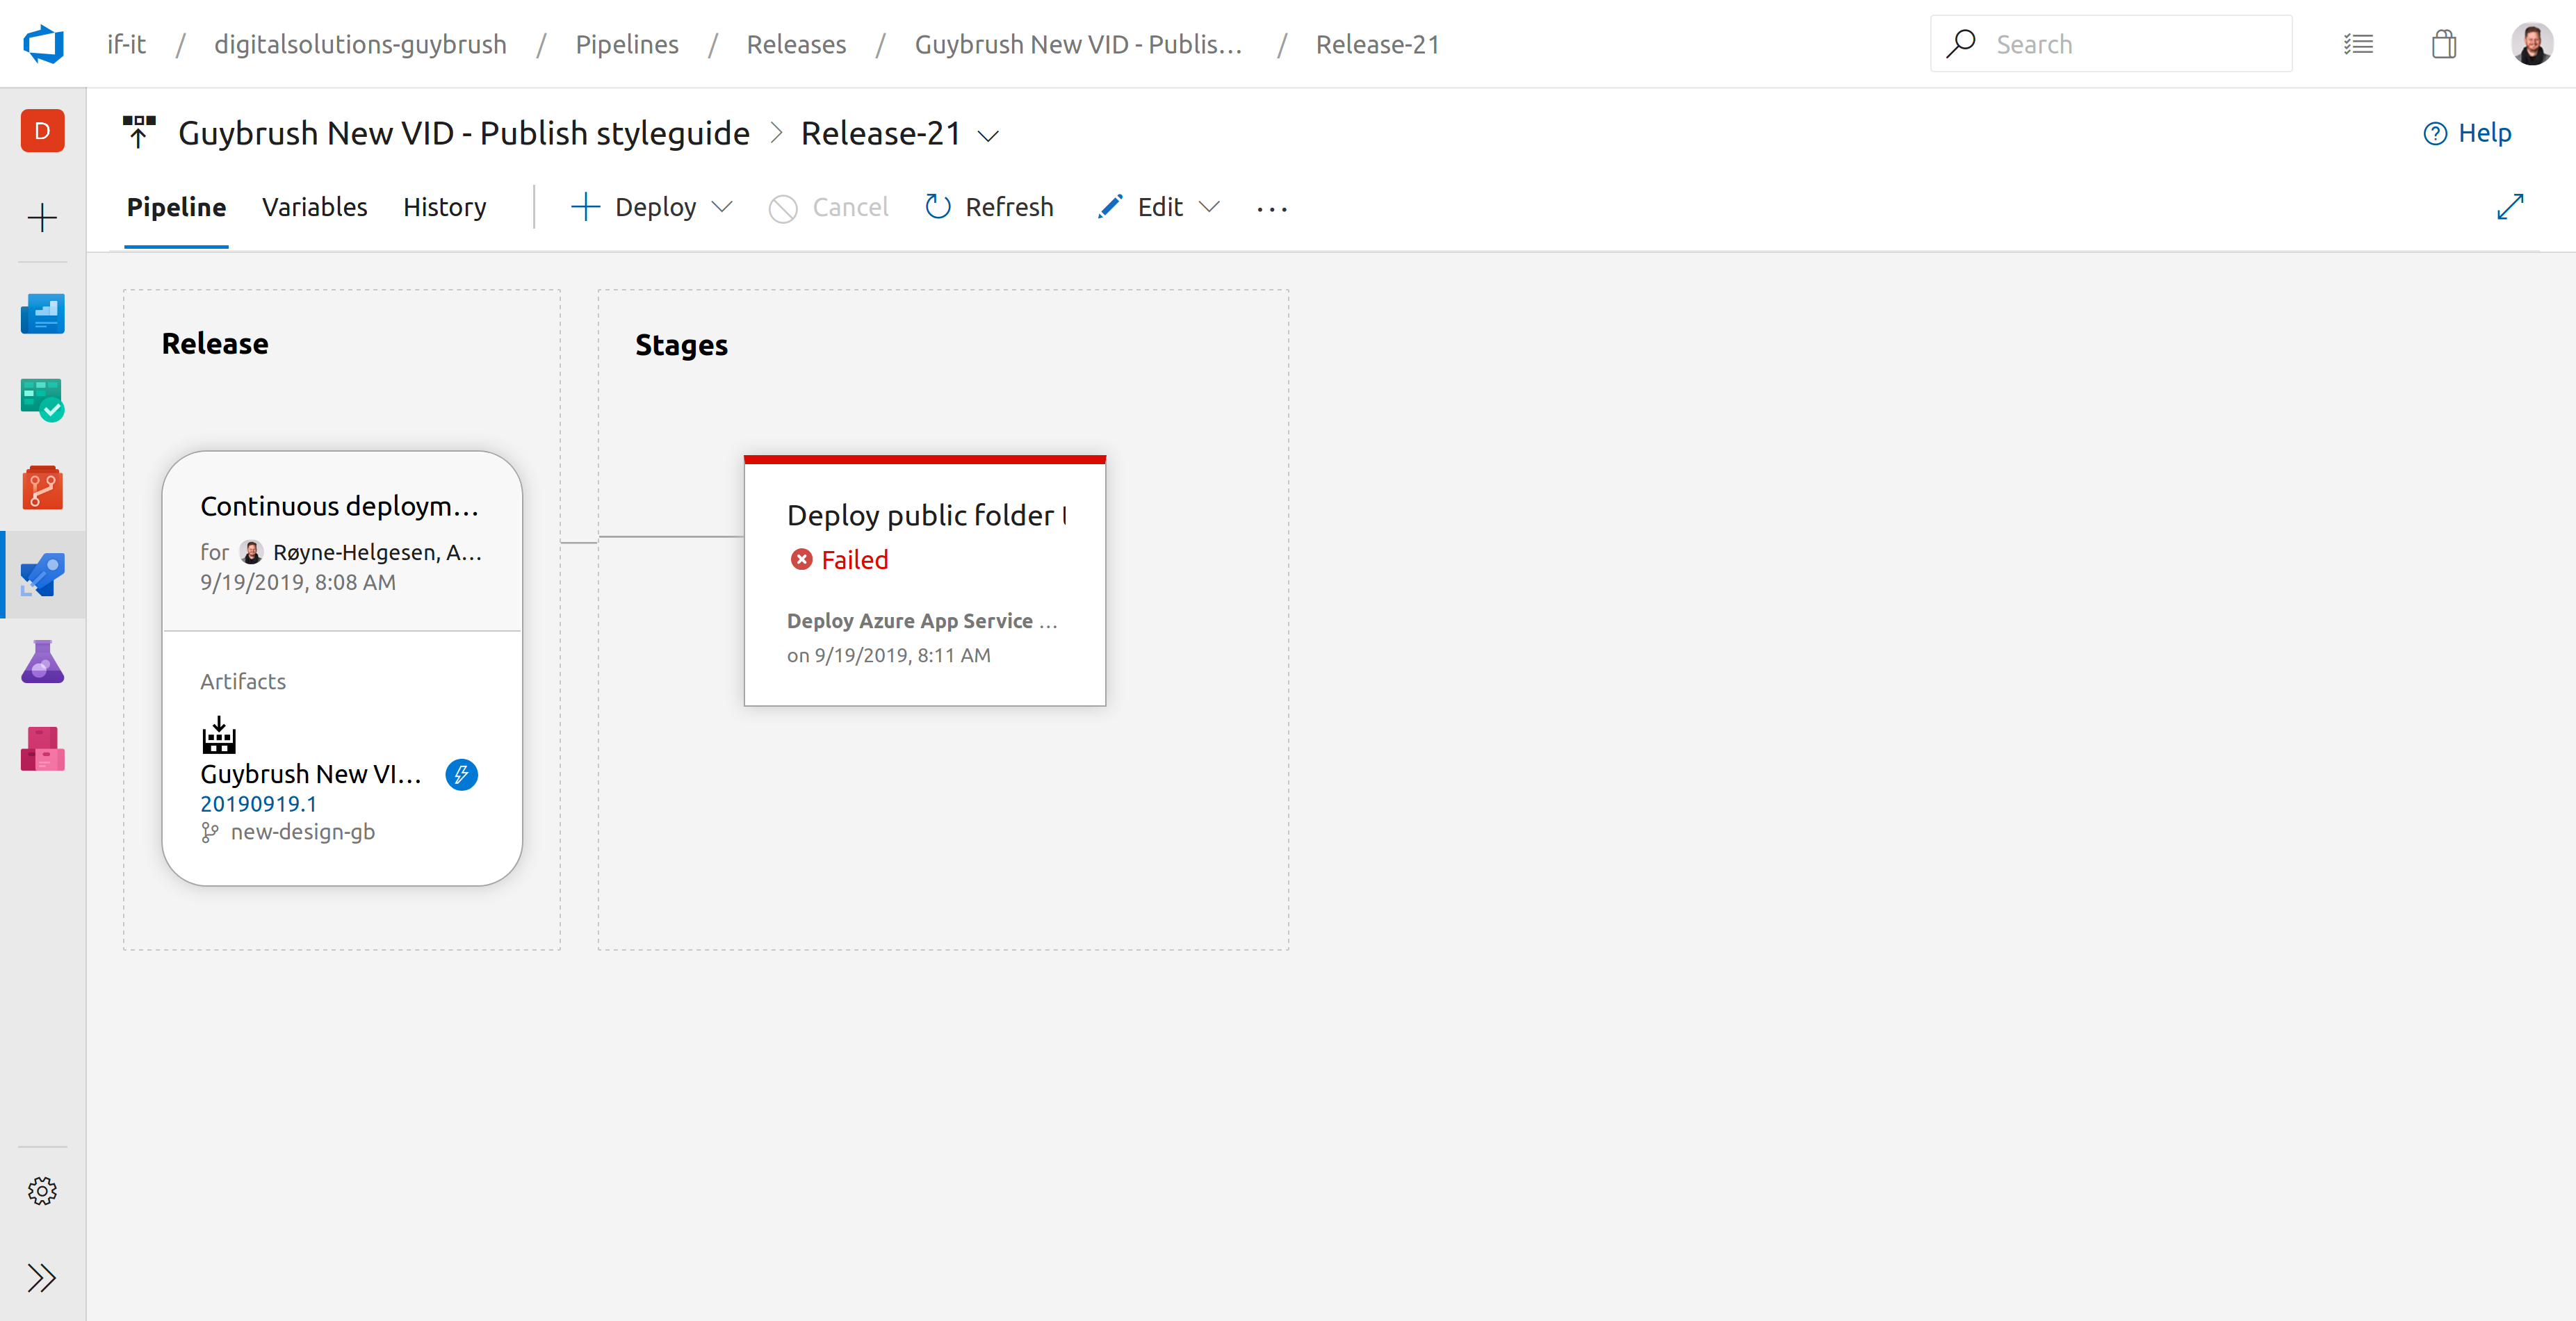 if-it / digitalsolutions-guybrush / Pipelines / Releases / Guybrush New VID - Publis... / Release-21
Search
D
Guybrush New VID - Publish styleguide > Release-21
Help
Pipeline Variables History Deploy Cancel Refresh Edit ...
Release
Stages
Continuous deploym...
for Røyne-Helgesen, A...
9/19/2019, 8:08 AM
Artifacts
Guybrush New VI...
20190919.1
new-design-gb
Deploy public folder
Failed
Deploy Azure App Service ...
on 9/19/2019, 8:11 AM